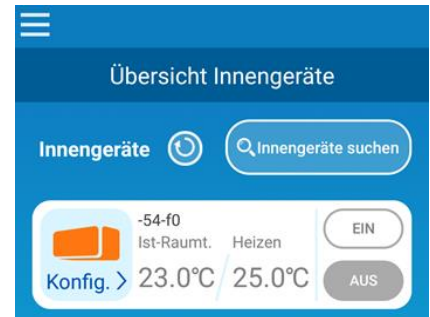 Übersicht Innengeräte
Innengeräte
Innengeräte suchen
-54-f0
Ist-Raumt. Heizen
EIN
Konfig. > 23.0°C 25.0°C
AUS